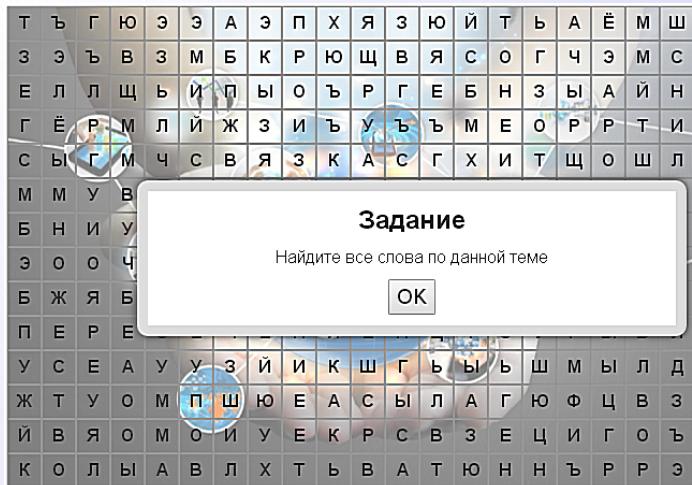 Т Ъ Г Ю Э Э А Э П Х Я З Ю Й Т Ь А Ё М Ш
З Э Ъ В З М Б К Р Ю Щ В Я С О Г Ч Э М С
Е Л Л Щ Ь И П Ы О Ъ Р Г Е Б Н З Ы А Й Н
Г Ё Р М Л Й Ж З И Ъ У Ъ Ъ М Е О Р Р Т И
С Ы Г М Ч С В Я З К А С Г Х И Т Щ О Ш Л
М М У В
Б Н И У
Э О О Ч
Б Ж Я Б
Задание
Найдите все слова по данной теме
OK
П Е Р Е
У С Е А У У З Й И К Ш Г Ь Ы Ь Ш М Ы Л Д
Ж Т У О М П Ш Ю Е А С Ы Л А Г Ю Ф Ц В З
Й В Я О М О И У Е К Р С В З Е Ц И Г О Ъ
К О Л Ы А В Л Х Т Ь В А Т Ю Н Н Ъ Р Р Э